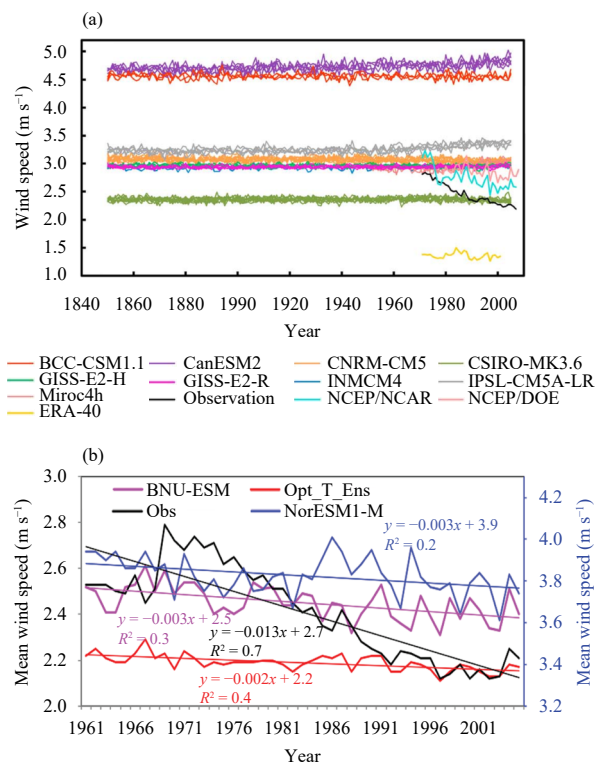 (a)
Wind speed (m s⁻¹)
5.0
4.5
4.0
3.5
3.0
2.5
2.0
1.5
1.0
1840 1860 1880 1900 1920 1940 1960 1980 2000
Year
BCC-CSM1.1 CanESM2 CNRM-CM5 CSIRO-MK3.6
GISS-E2-H GISS-E2-R INMCM4 IPSL-CM5A-LR
Miroc4h Observation NCEP/NCAR NCEP/DOE
ERA-40
(b)
Mean wind speed (m s⁻¹)
3.0
2.8
2.6
2.4
2.2
2.0
BNU-ESM Opt_T_Ens
Obs NorESM1-M
y = −0.003x + 3.9
R² = 0.2
y = −0.003x + 2.5
R² = 0.3
y = −0.013x + 2.7
R² = 0.7
y = −0.002x + 2.2
R² = 0.4
4.2
4.0
3.8
3.6
3.4
3.2
Mean wind speed (m s⁻¹)
1961 1966 1971 1976 1981 1986 1991 1996 2001
Year